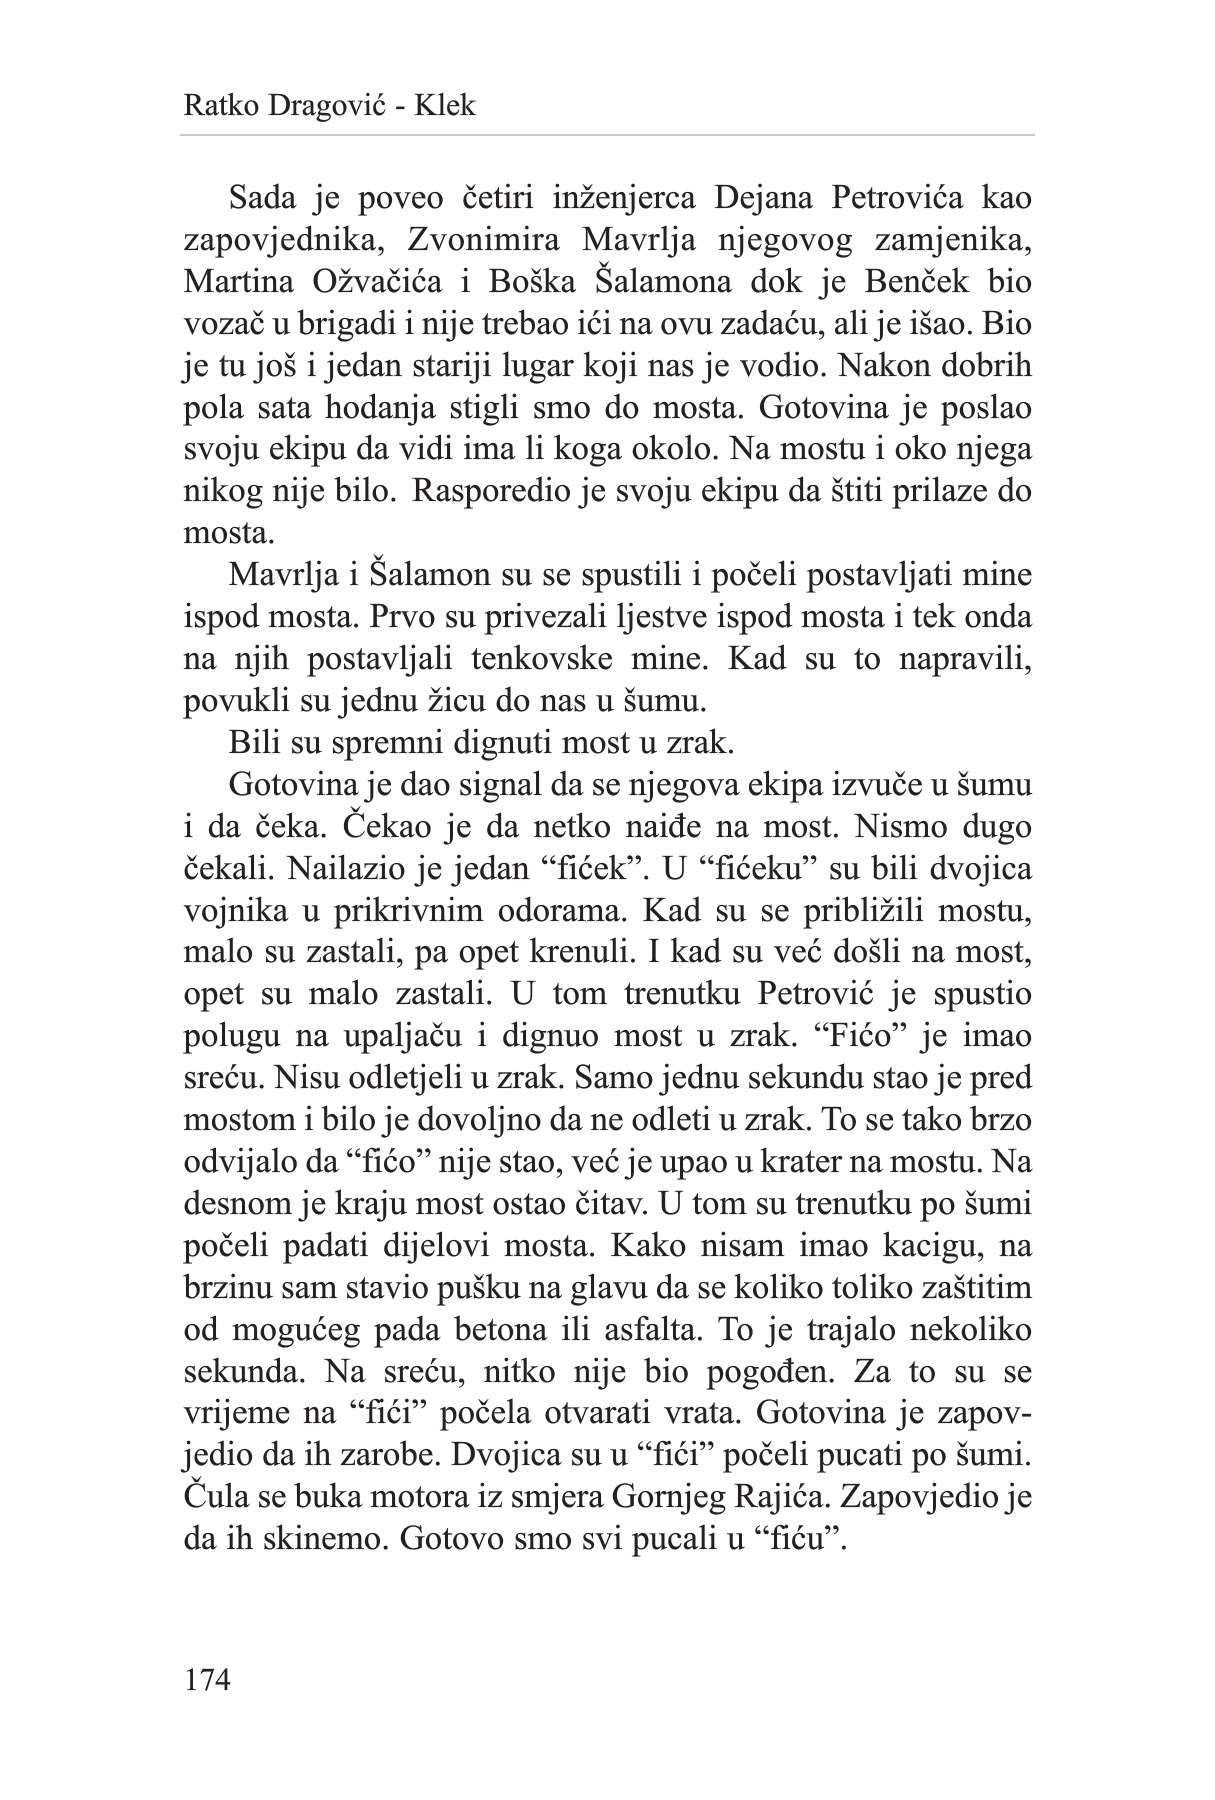 Ratko Dragović - Klek
Sada je poveo četiri inženjerca Dejana Petrovića kao
zapovjednika, Zvonimira Mavrlja njegovog zamjenika,
Martina Ožvačića i Boška Šalamona dok je Benček bio
vozač u brigadi i nije trebao ići na ovu zadaću, ali je išao. Bio
je tu još i jedan stariji lugar koji nas je vodio. Nakon dobrih
pola sata hodanja stigli smo do mosta. Gotovina je poslao
svoju ekipu da vidi ima li koga okolo. Na mostu i oko njega
nikog nije bilo. Rasporedio je svoju ekipu da štiti prilaze do
mosta.
Mavrlja i Šalamon su se spustili i počeli postavljati mine
ispod mosta. Prvo su privezali ljestve ispod mosta i tek onda
na njih postavljali tenkovske mine. Kad su to napravili,
povukli su jednu žicu do nas u šumu.
Bili su spremni dignuti most u zrak.
Gotovina je dao signal da se njegova ekipa izvuče u šumu
i da čeka. Čekao je da netko naiđe na most. Nismo dugo
čekali. Nailazio je jedan “fićek”. U “fićeku” su bili dvojica
vojnika u prikrivnim odorama. Kad su se približili mostu,
malo su zastali, pa opet krenuli. I kad su već došli na most,
opet su malo zastali. U tom trenutku Petrović je spustio
polugu na upaljaču i dignuo most u zrak. “Fićo” je imao
sreću. Nisu odletjeli u zrak. Samo jednu sekundu stao je pred
mostom i bilo je dovoljno da ne odleti u zrak. To se tako brzo
odvijalo da “fićo” nije stao, već je upao u krater na mostu. Na
desnom je kraju most ostao čitav. U tom su trenutku po šumi
počeli padati dijelovi mosta. Kako nisam imao kacigu, na
brzinu sam stavio pušku na glavu da se koliko toliko zaštitim
od mogućeg pada betona ili asfalta. To je trajalo nekoliko
sekunda. Na sreću, nitko nije bio pogođen. Za to su se
vrijeme na “fići” počela otvarati vrata. Gotovina je zapov-
jedio da ih zarobe. Dvojica su u “fići” počeli pucati po šumi.
Čula se buka motora iz smjera Gornjeg Rajića. Zapovjedio je
da ih skinemo. Gotovo smo svi pucali u “fiću”.
174